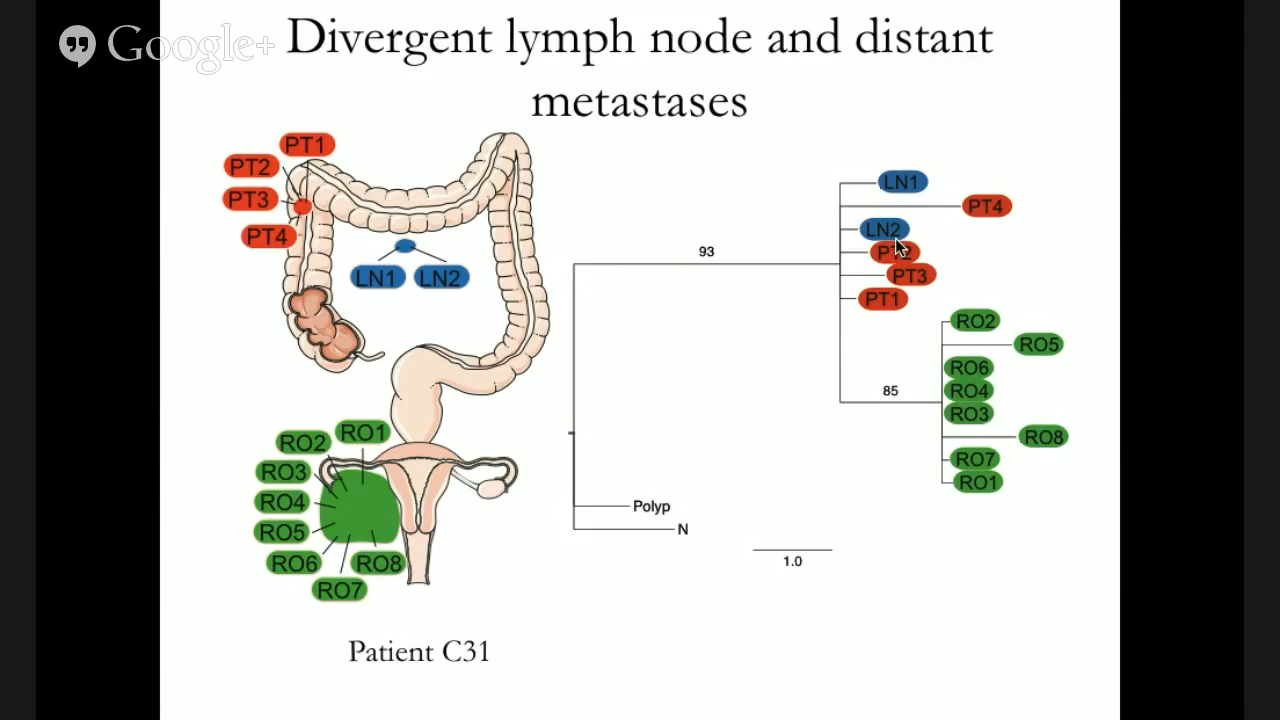 Google+
Divergent lymph node and distant
metastases
PT1
PT2
PT3
PT4
LN1
LN2
RO1
RO2
RO3
RO4
RO5
RO6
RO7
RO8
Patient C31
LN1
PT4
LN2
PT2
PT3
PT1
93
RO2
RO5
RO6
RO4
RO3
RO8
RO7
RO1
85
Polyp
N
1.0